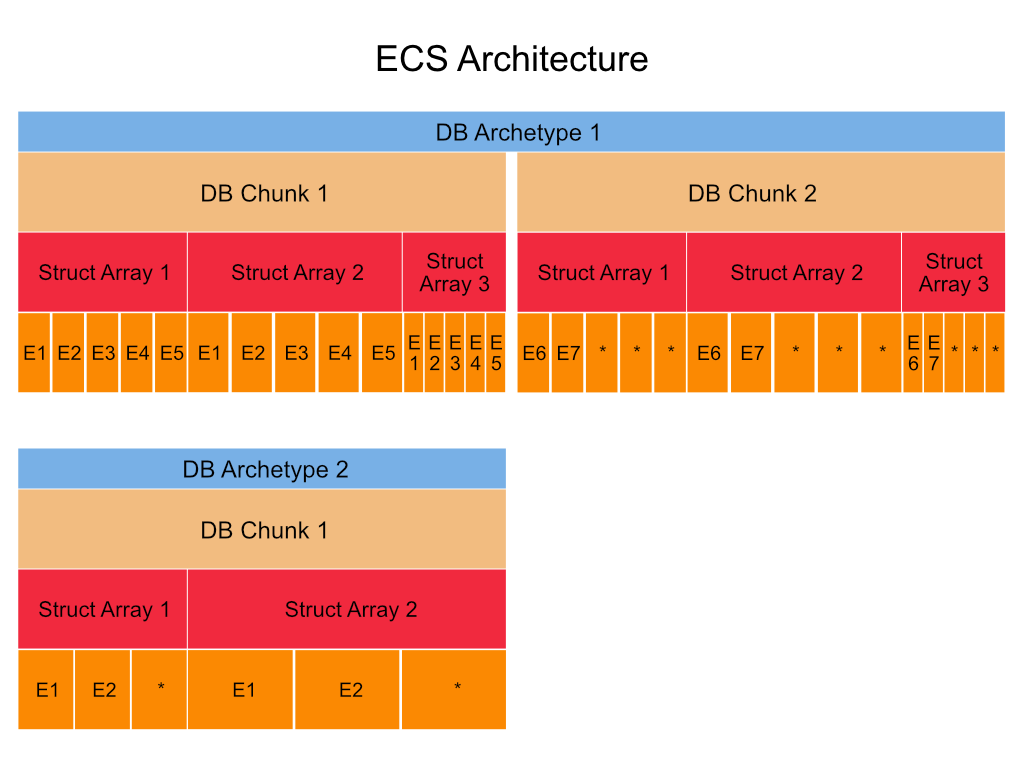 ECS Architecture
DB Archetype 1
DB Chunk 1
DB Chunk 2
Struct Array 1
Struct Array 2
Struct
Array 3
Struct Array 1
Struct Array 2
Struct
Array 3
E1 E2 E3 E4 E5 E1 E2 E3 E4 E5 E1 E2 E3 E4 E5
E6 E7 * * * E6 E7 * * * E6 E7 * * *
DB Archetype 2
DB Chunk 1
Struct Array 1
Struct Array 2
E1 E2 * E1 E2 *